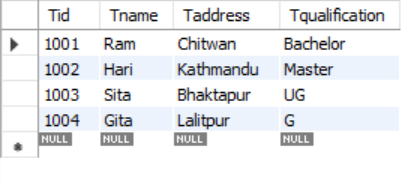 Tid Tname Taddress Tqualification
1001 Ram Chitwan Bachelor
1002 Hari Kathmandu Master
1003 Sita Bhaktapur UG
1004 Gita Lalitpur G
NULL NULL NULL NULL